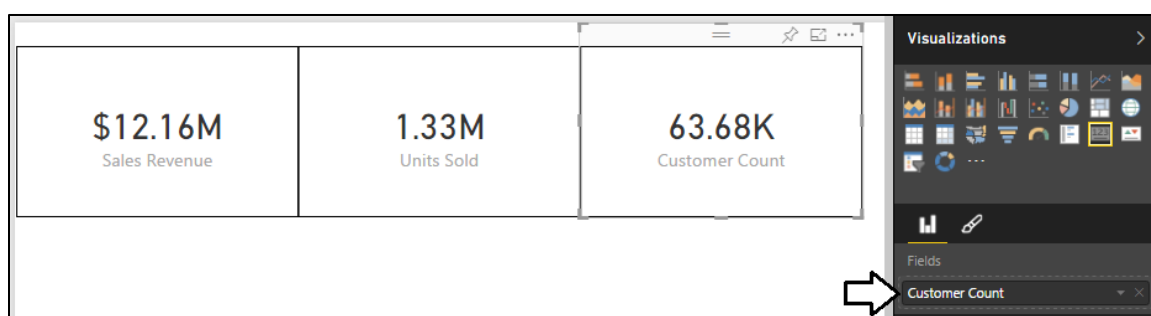 $12.16M
Sales Revenue
1.33M
Units Sold
63.68K
Customer Count
Visualizations
Fields
Customer Count